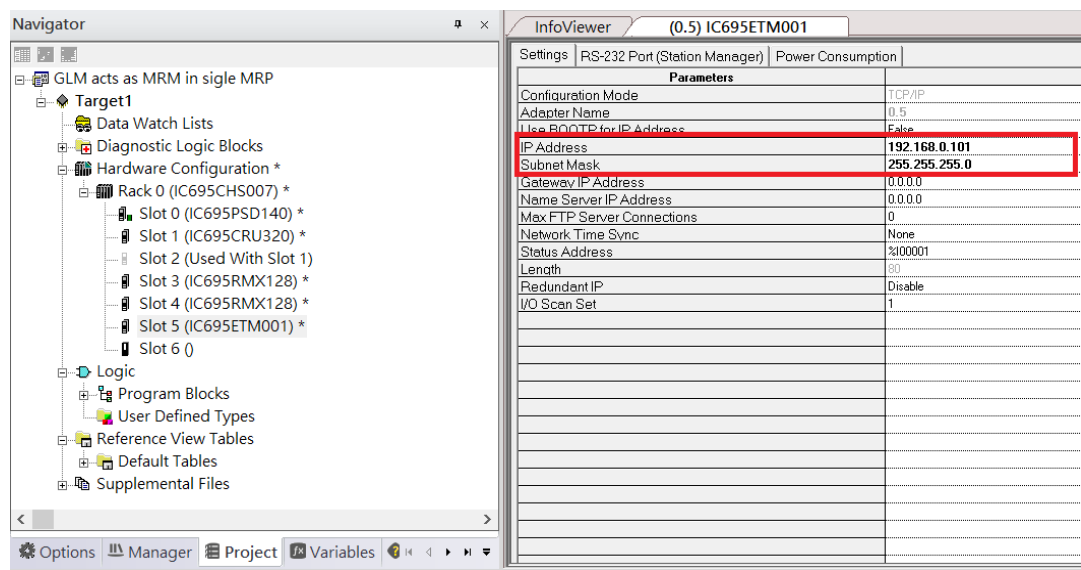 Navigator
GLM acts as MRM in sigle MRP
Target1
Data Watch Lists
Diagnostic Logic Blocks
Hardware Configuration *
Rack 0 (IC695CHS007) *
Slot 0 (IC695PSD140) *
Slot 1 (IC695CRU320) *
Slot 2 (Used With Slot 1)
Slot 3 (IC695RMX128) *
Slot 4 (IC695RMX128) *
Slot 5 (IC695ETM001) *
Slot 6 ()
Logic
Program Blocks
User Defined Types
Reference View Tables
Default Tables
Supplemental Files
Options Manager Project Variables
InfoViewer (0.5) IC695ETM001
Settings RS-232 Port (Station Manager) Power Consumption
Parameters
Configuration Mode TCP/IP
Adapter Name 0.5
Use BOOTP for IP Address False
IP Address 192.168.0.101
Subnet Mask 255.255.255.0
Gateway IP Address 0.0.0.0
Name Server IP Address 0.0.0.0
Max FTP Server Connections 0
Network Time Sync None
Status Address %I00001
Length 80
Redundant IP Disable
I/O Scan Set 1